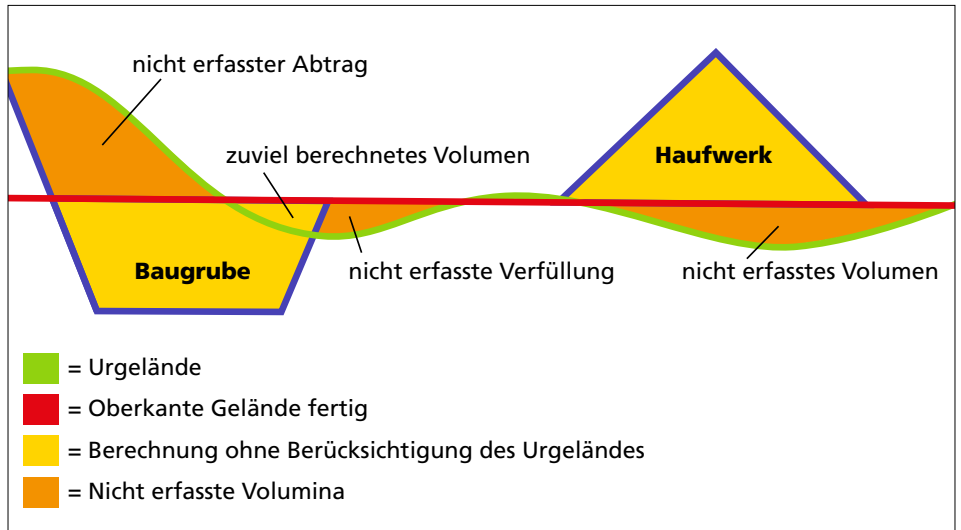 nicht erfasster Abtrag
zuviel berechnetes Volumen
Haufwerk
Baugrube
nicht erfasste Verfüllung
nicht erfasstes Volumen
= Urgelände
= Oberkante Gelände fertig
= Berechnung ohne Berücksichtigung des Urgeländes
= Nicht erfasste Volumina